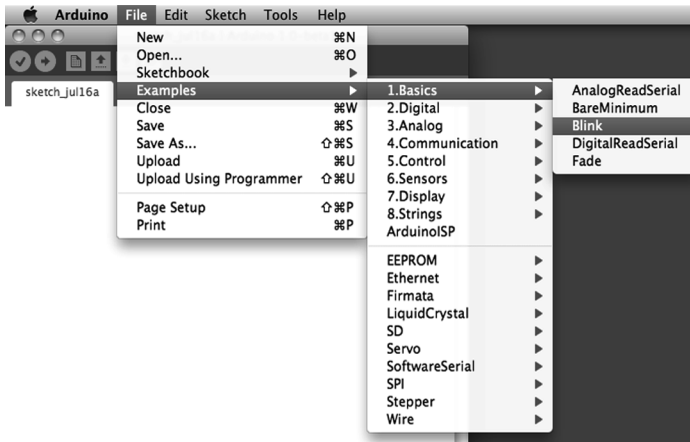 Arduino File Edit Sketch Tools Help
New ⌘N
Open... ⌘O
Sketchbook
Examples
Close ⌘W
Save ⌘S
Save As... ⇧⌘S
Upload ⌘U
Upload Using Programmer ⇧⌘U
Page Setup ⇧⌘P
Print ⌘P
sketch_jul16a
1.Basics
2.Digital
3.Analog
4.Communication
5.Control
6.Sensors
7.Display
8.Strings
ArduinoISP
EEPROM
Ethernet
Firmata
LiquidCrystal
SD
Servo
SoftwareSerial
SPI
Stepper
Wire
AnalogReadSerial
BareMinimum
Blink
DigitalReadSerial
Fade